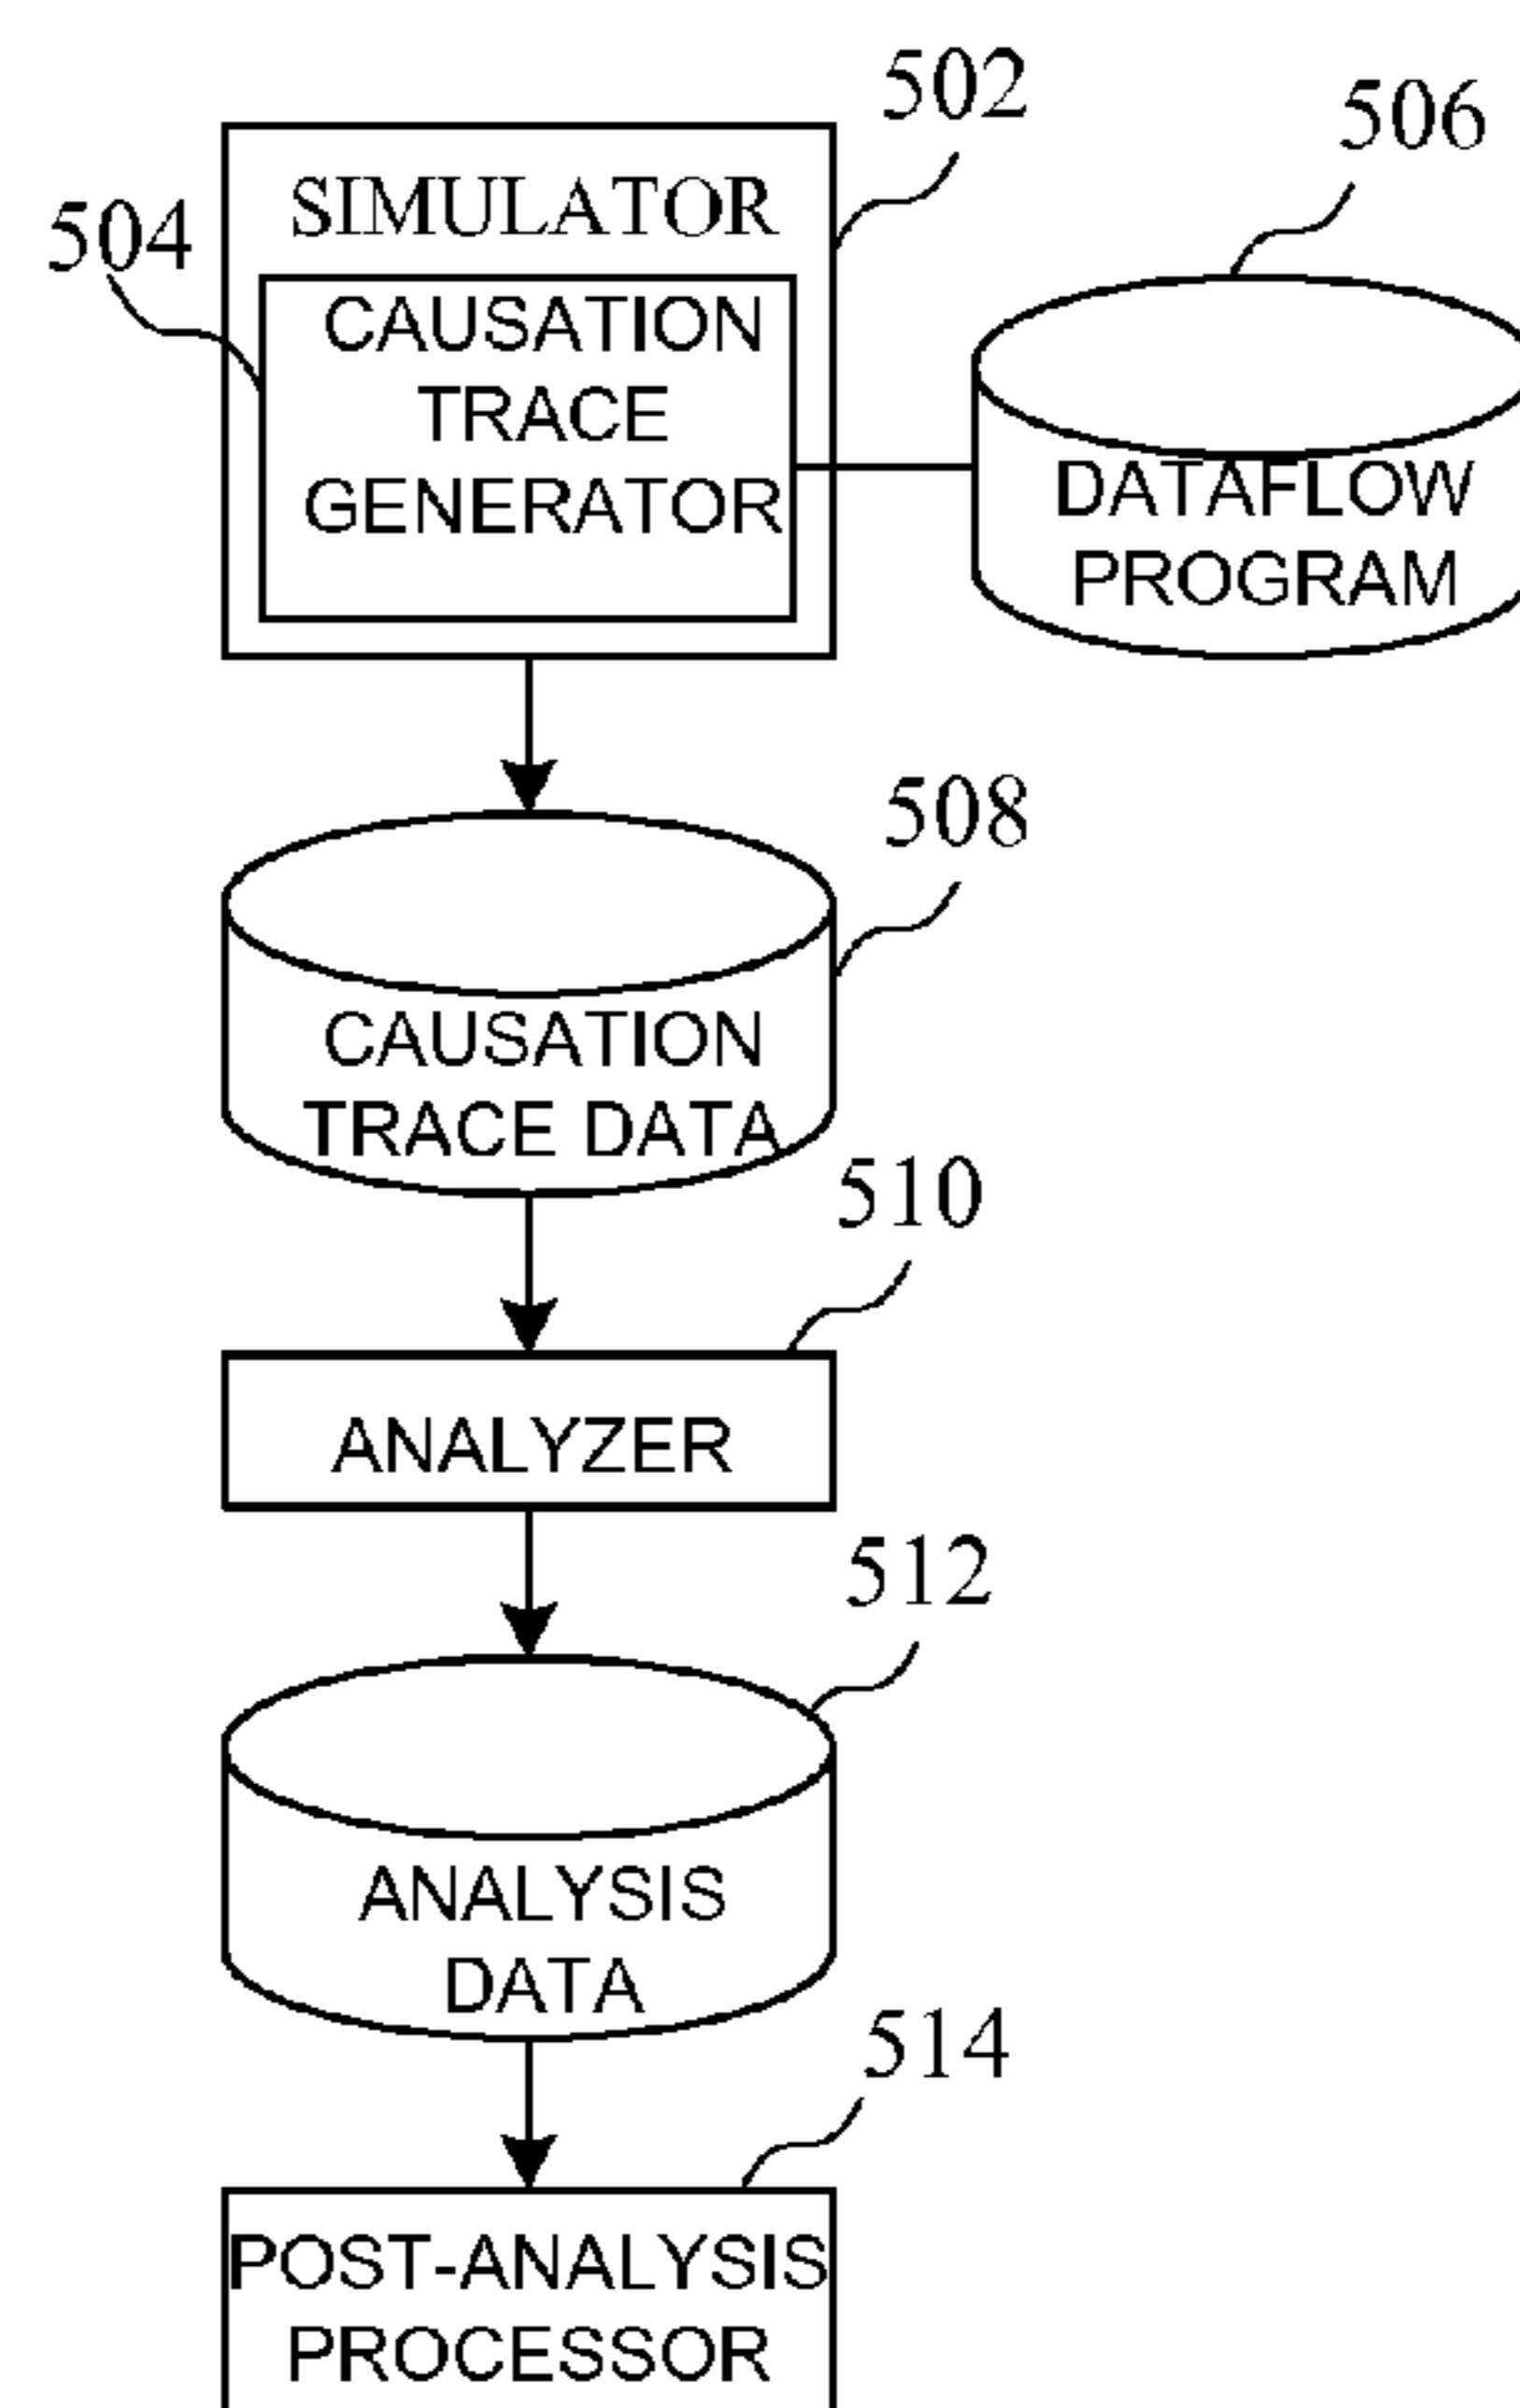 502
506
SIMULATOR
504
CAUSATION
TRACE
GENERATOR
DATAFLOW
PROGRAM
508
CAUSATION
TRACE DATA
510
ANALYZER
512
ANALYSIS
DATA
514
POST-ANALYSIS
PROCESSOR